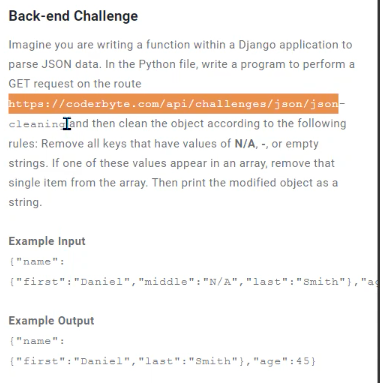 Back-end Challenge
Imagine you are writing a function within a Django application to
parse JSON data. In the Python file, write a program to perform a
GET request on the route
https://coderbyte.com/api/challenges/json/json-
cleaning and then clean the object according to the following
rules: Remove all keys that have values of N/A, -, or empty
strings. If one of these values appear in an array, remove that
single item from the array. Then print the modified object as a
string.
Example Input
{"name":
{"first":"Daniel","middle":"N/A","last":"Smith"},"ag
Example Output
{"name":
{"first":"Daniel","last":"Smith"},"age":45}